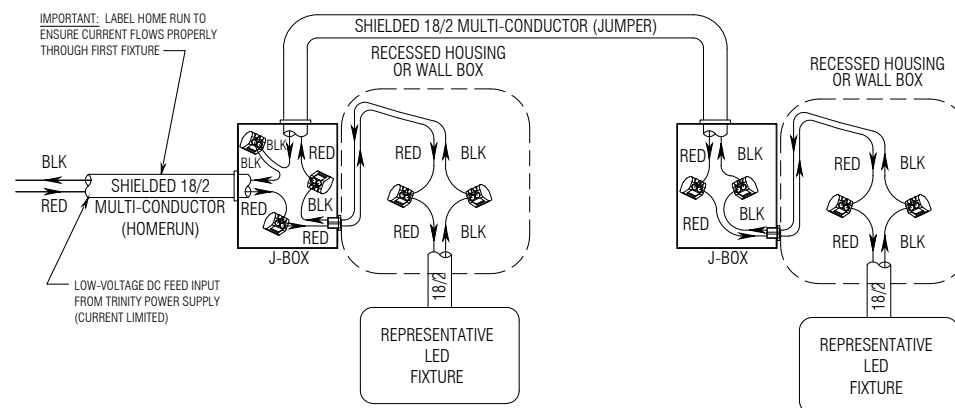 IMPORTANT: LABEL HOME RUN TO
ENSURE CURRENT FLOWS PROPERLY
THROUGH FIRST FIXTURE
SHIELDED 18/2 MULTI-CONDUCTOR (JUMPER)
RECESSED HOUSING
OR WALL BOX
RECESSED HOUSING
OR WALL BOX
BLK
RED
SHIELDED 18/2
MULTI-CONDUCTOR
(HOMERUN)
BLK
BLK
RED
RED
BLK
RED
J-BOX
RED
BLK
RED
BLK
18/2
REPRESENTATIVE
LED
FIXTURE
LOW-VOLTAGE DC FEED INPUT
FROM TRINITY POWER SUPPLY
(CURRENT LIMITED)
RED
BLK
BLK
RED
J-BOX
RED
BLK
RED
BLK
18/2
REPRESENTATIVE
LED
FIXTURE